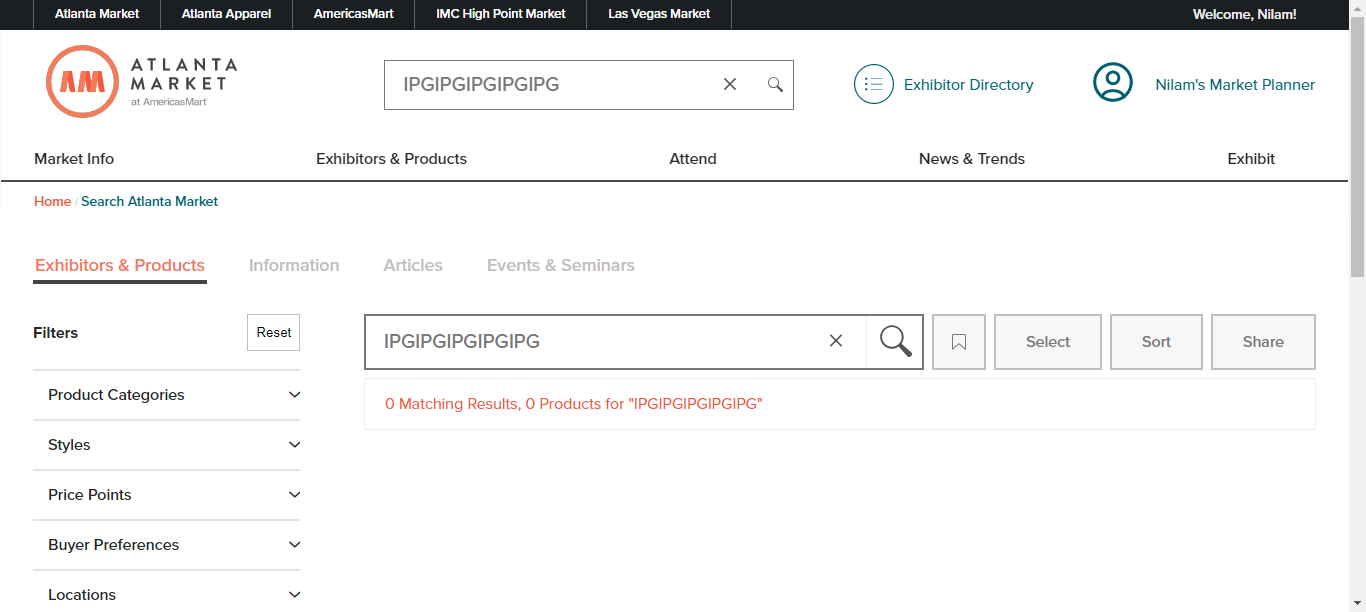 Atlanta Market Atlanta Apparel AmericasMart IMC High Point Market Las Vegas Market Welcome, Nilam!
AM ATLANTA
MARKET
at AmericasMart
IPGIPGIPGIPGIPG
Exhibitor Directory
Nilam's Market Planner
Market Info Exhibitors & Products Attend News & Trends Exhibit
Home / Search Atlanta Market
Exhibitors & Products Information Articles Events & Seminars
Filters Reset
IPGIPGIPGIPGIPG
Select Sort Share
0 Matching Results, 0 Products for "IPGIPGIPGIPGIPG"
Product Categories
Styles
Price Points
Buyer Preferences
Locations